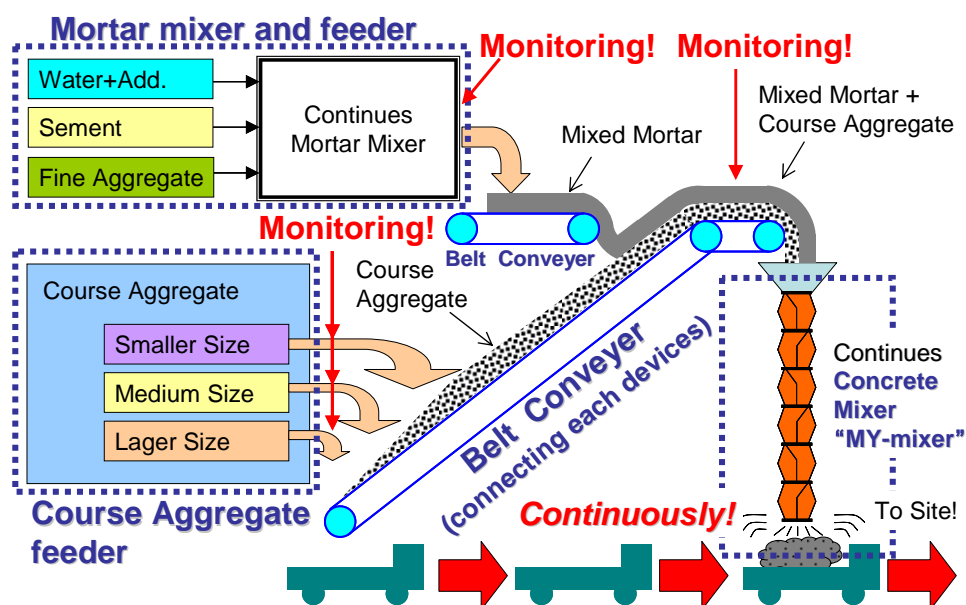 Mortar mixer and feeder
Monitoring!
Monitoring!
Water+Add.
Sement
Fine Aggregate
Continues
Mortar Mixer
Mixed Mortar
Mixed Mortar +
Course Aggregate
Monitoring!
Belt Conveyer
Course
Aggregate
Course Aggregate
Smaller Size
Medium Size
Lager Size
Course Aggregate
feeder
Belt Conveyer
(connecting each devices)
Continues
Concrete
Mixer
“MY-mixer”
Continuously!
To Site!